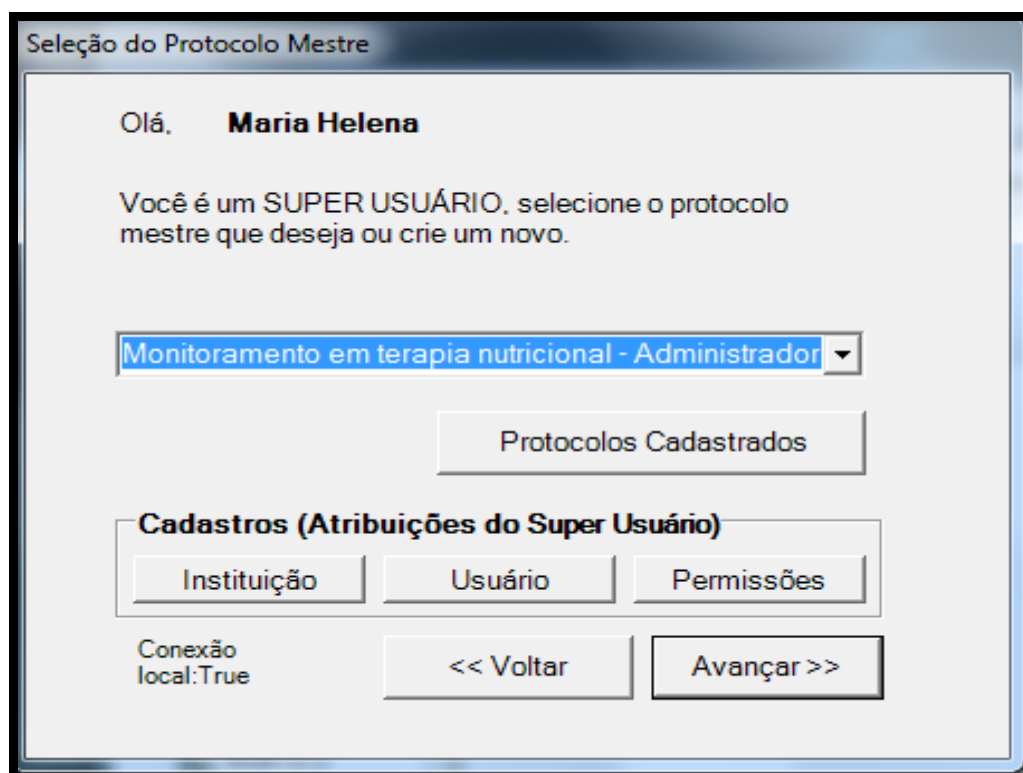 Seleção do Protocolo Mestre
Olá, Maria Helena
Você é um SUPER USUÁRIO, selecione o protocolo
mestre que deseja ou crie um novo.
Monitoramento em terapia nutricional - Administrador
Protocolos Cadastrados
Cadastros (Atribuições do Super Usuário)
Instituição Usuário Permissões
Conexão
local:True
<< Voltar Avançar >>